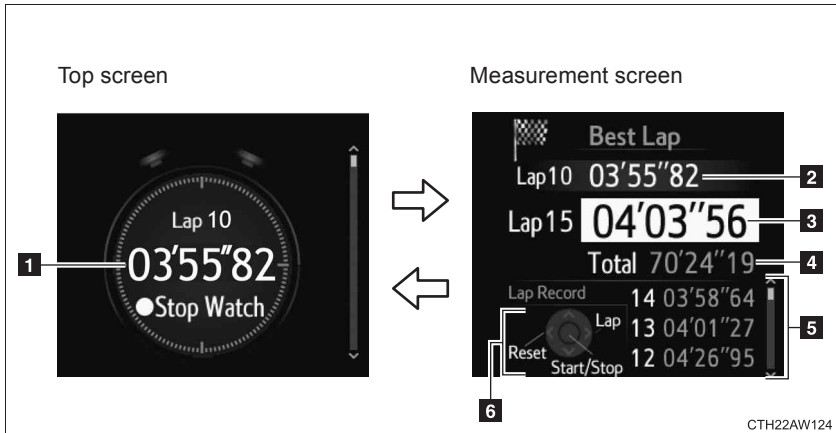 Top screen
Measurement screen
Lap 10
03′55″82
Stop Watch
1
Best Lap
Lap10 03′55″82
2
Lap15 04′03″56
3
Total 70′24″19
4
Lap Record
14 03′58″64
13 04′01″27
12 04′26″95
5
Lap
Reset
Start/Stop
6
CTH22AW124